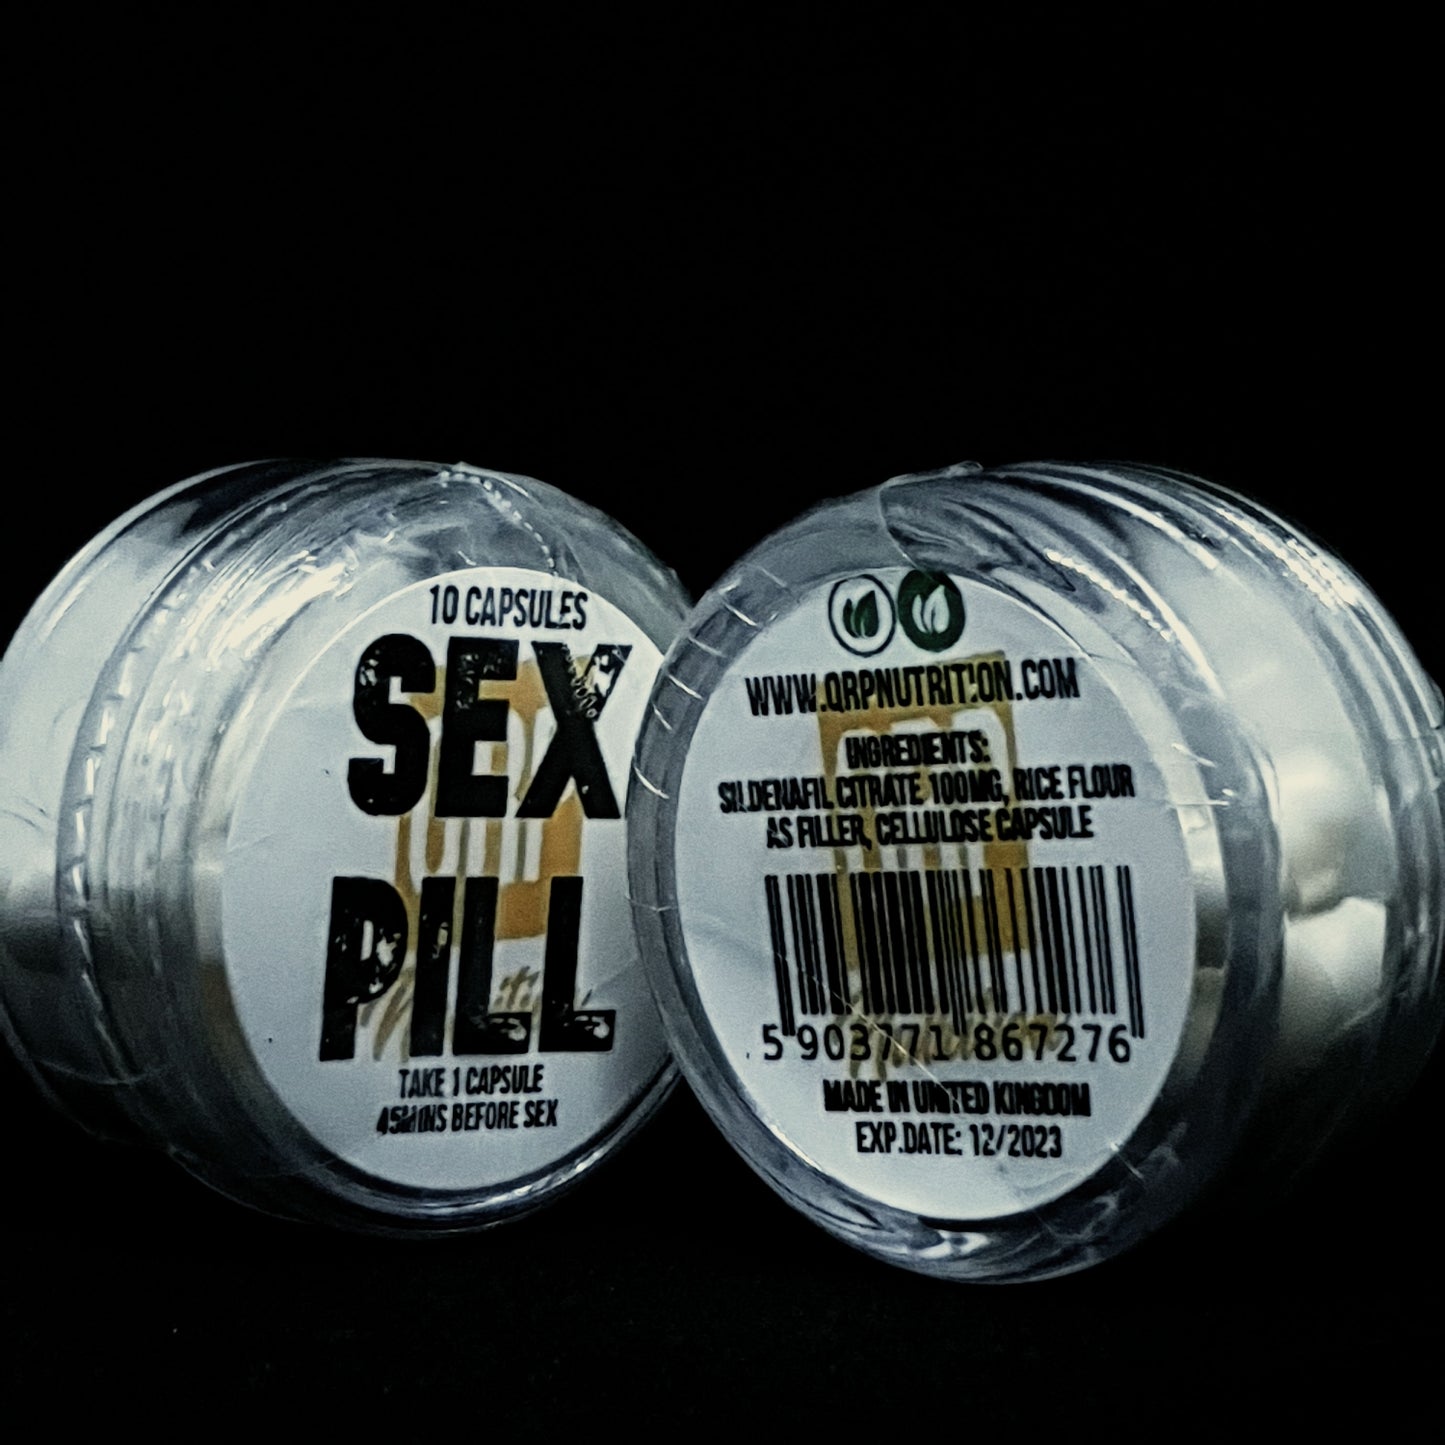 10 CAPSULES
SEX
PILL
TAKE 1 CAPSULE
45MINS BEFORE SEX
WWW.QRPNUTRITION.COM
INGREDIENTS:
SILDENAFIL CITRATE 100MG, RICE FLOUR
AS FILLER, CELLULOSE CAPSULE
5 903771 867276
MADE IN UNITED KINGDOM
EXP.DATE: 12/2023